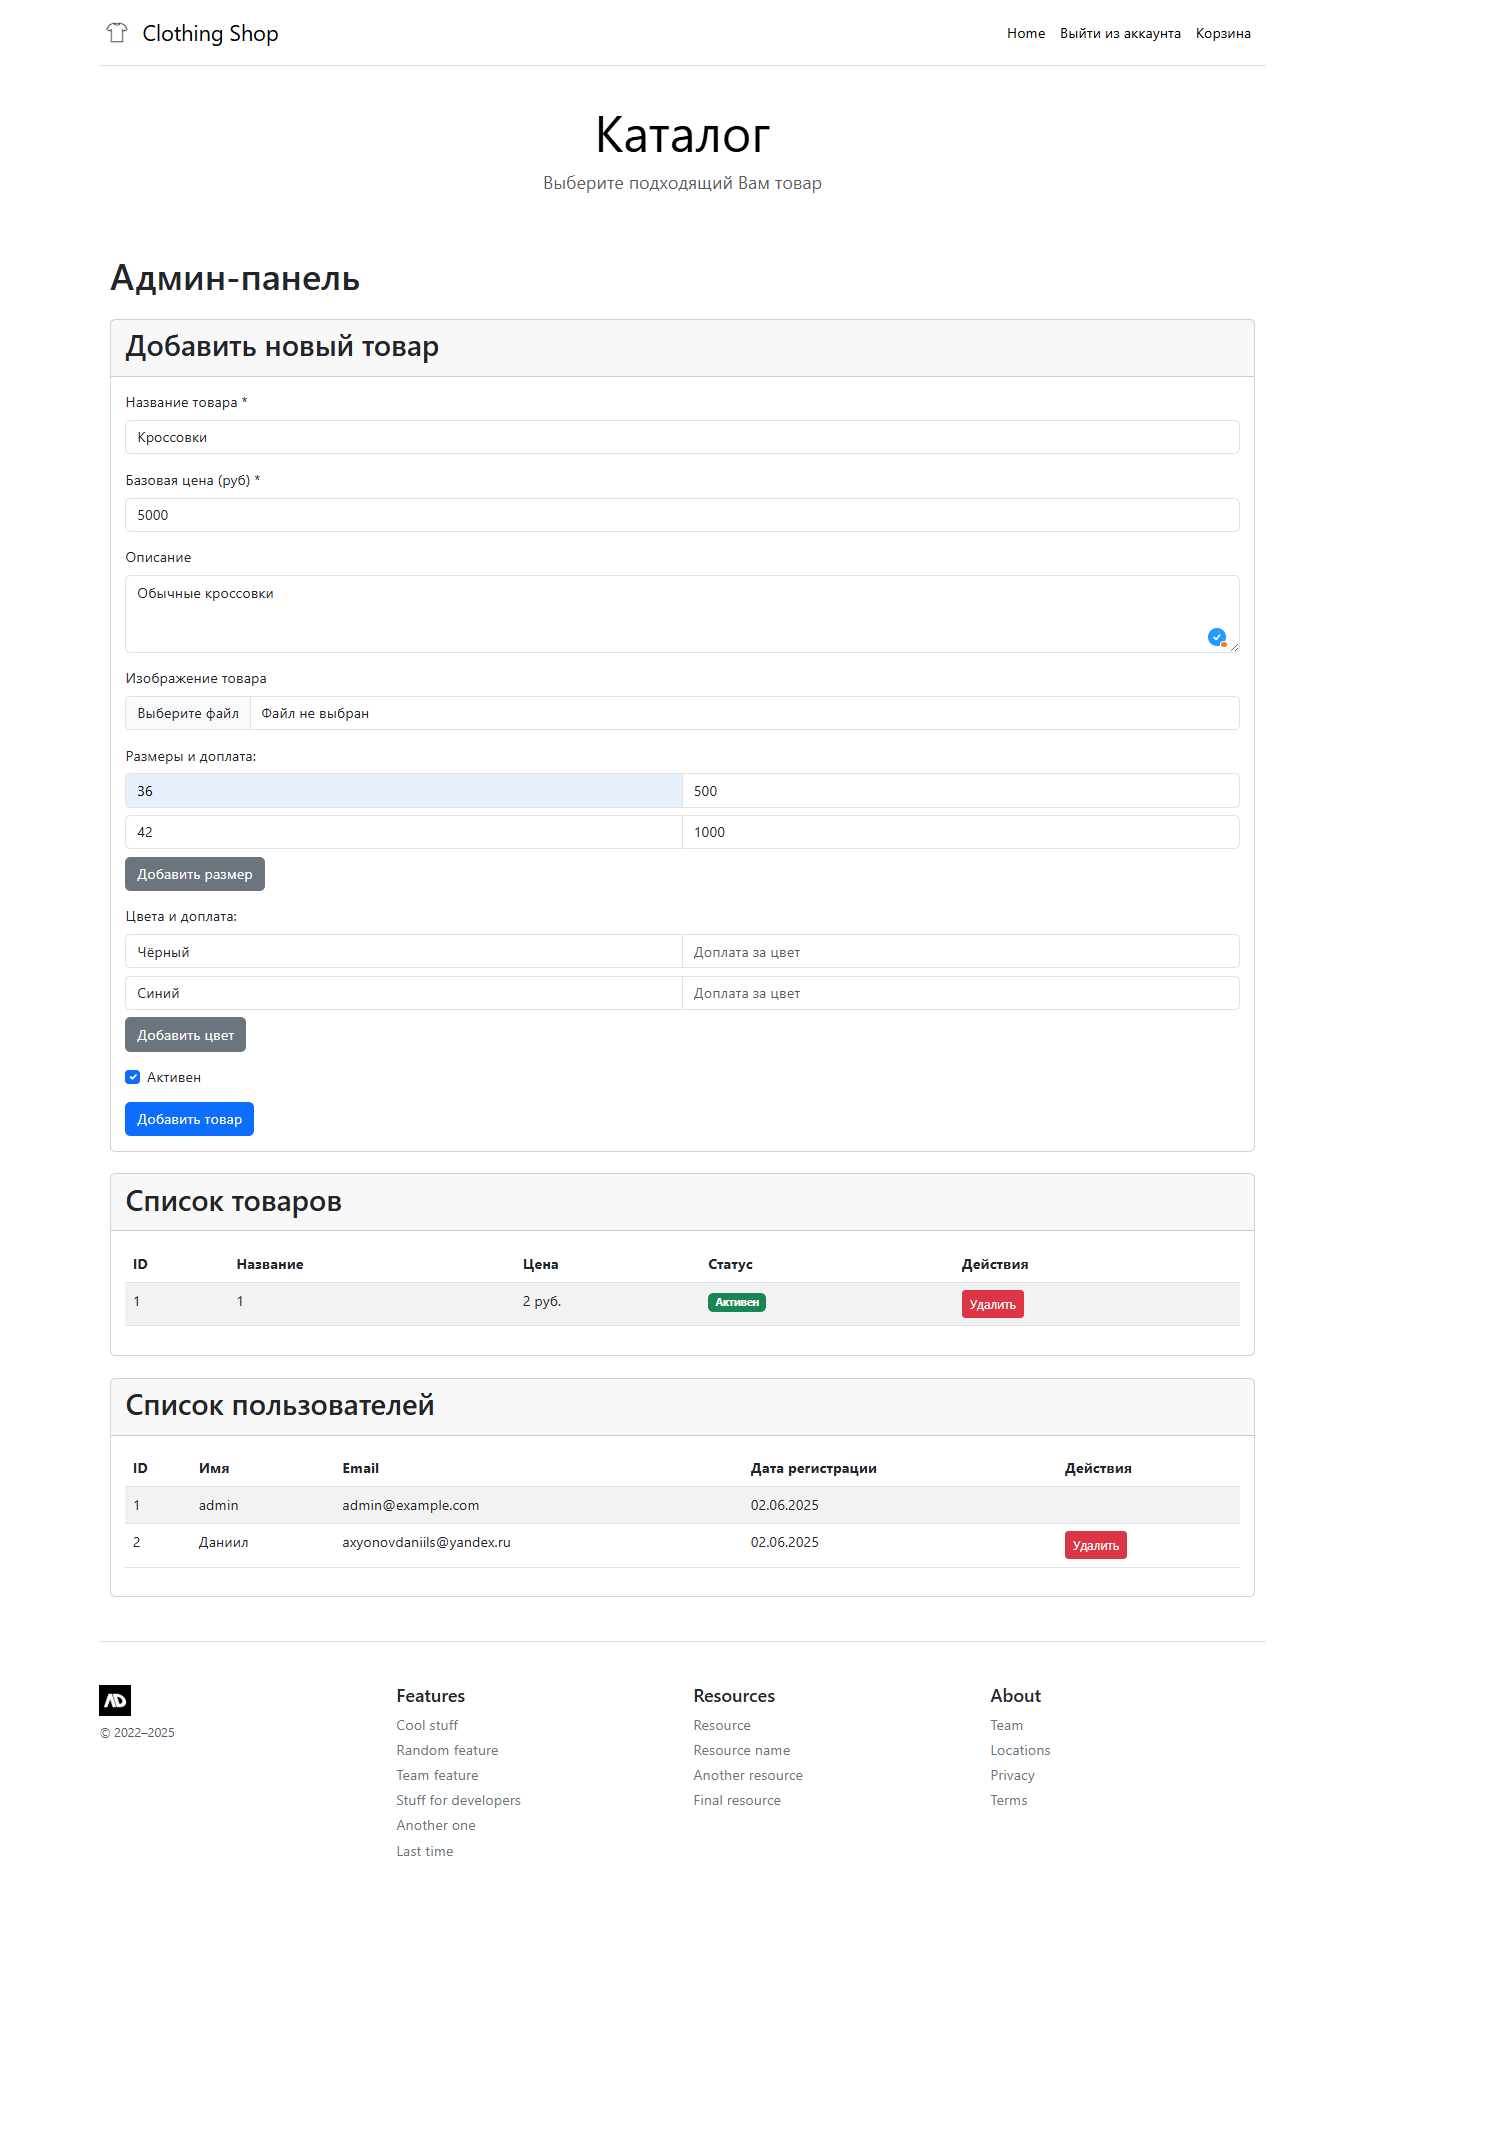 Clothing Shop
Home Выйти из аккаунта Корзина
Каталог
Выберите подходящий Вам товар
Админ-панель
Добавить новый товар
Название товара *
Кроссовки
Базовая цена (руб) *
5000
Описание
Обычные кроссовки
Изображение товара
Выберите файл Файл не выбран
Размеры и доплата:
36 500
42 1000
Добавить размер
Цвета и доплата:
Чёрный Доплата за цвет
Синий Доплата за цвет
Добавить цвет
Активен
Добавить товар
Список товаров
ID Название Цена Статус Действия
1 1 2 руб. Активен Удалить
Список пользователей
ID Имя Email Дата регистрации Действия
1 admin admin@example.com 02.06.2025
2 Даниил axyonovdaniils@yandex.ru 02.06.2025 Удалить
AD
© 2022–2025
Features
Cool stuff
Random feature
Team feature
Stuff for developers
Another one
Last time
Resources
Resource
Resource name
Another resource
Final resource
About
Team
Locations
Privacy
Terms